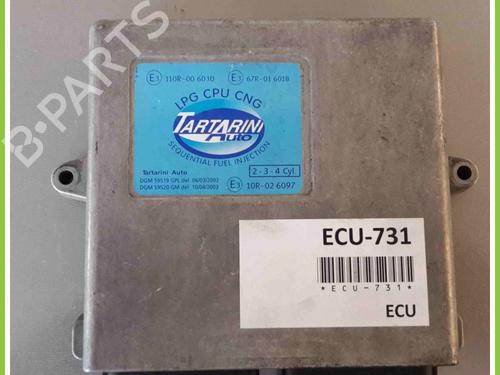 B-PARTS
E3 110R-00 6030 E3 67R-01 6018
LPG CPU CNG
TARTARINI
Auto
SEQUENTIAL FUEL INJECTION
Tartarini Auto
2 - 3 - 4 Cyl.
DGM 59519 GPL del 06/03/2003
DGM 59520 GM del 10/04/2003
E3 10R-02 6097
ECU-731
*ECU-731*
ECU